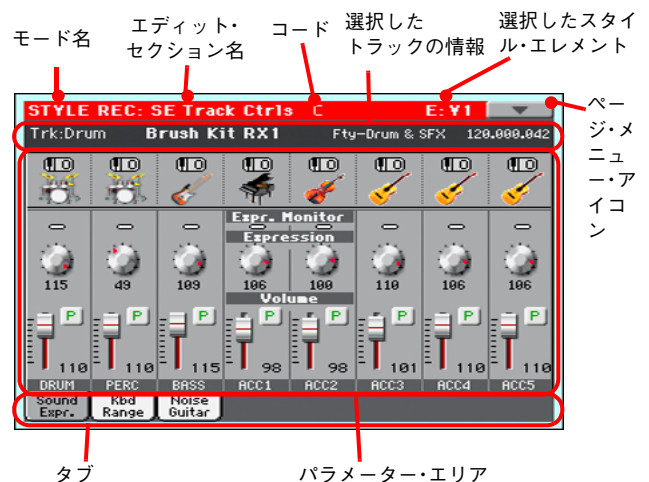 モード名
エディット・
セクション名
コード
選択した
トラックの情報
選択したスタイ
ル・エレメント
ペー
ジ・メ
ニュ
ー・ア
イコ
ン
STYLE REC: SE Track Ctrls C E:V1
Trk:Drum Brush Kit RX1 Fty-Drum & SFX 120.000.042
Expr. Monitor
Expression
115 49 109 106 100 110 106 106
Volume
P P P P P P P P
110 110 115 98 98 101 110 110
DRUM PERC BASS ACC1 ACC2 ACC3 ACC4 ACC5
Sound
Expr.
Kbd
Range
Noise
Guitar
タブ
パラメーター・エリア